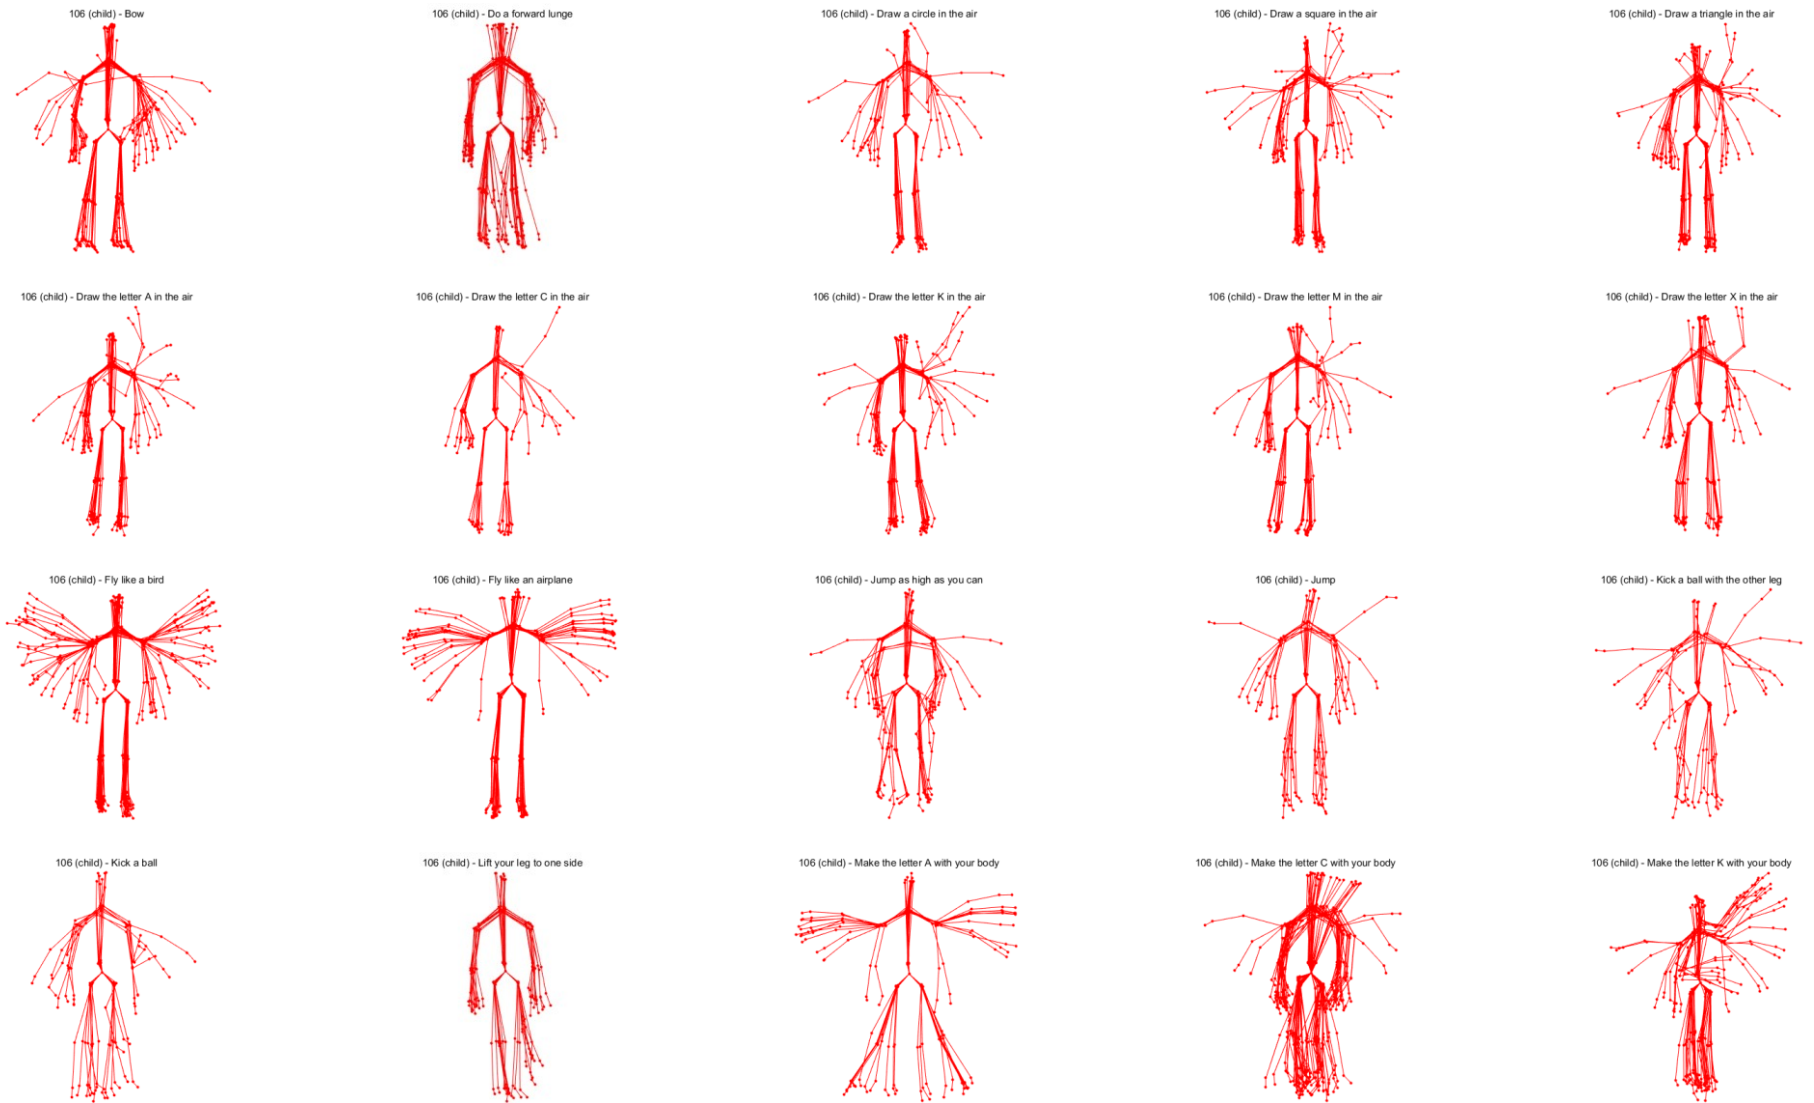 106 (child) - Bow
106 (child) - Do a forward lunge
106 (child) - Draw a circle in the air
106 (child) - Draw a square in the air
106 (child) - Draw a triangle in the air
106 (child) - Draw the letter A in the air
106 (child) - Draw the letter C in the air
106 (child) - Draw the letter K in the air
106 (child) - Draw the letter M in the air
106 (child) - Draw the letter X in the air
106 (child) - Fly like a bird
106 (child) - Fly like an airplane
106 (child) - Jump as high as you can
106 (child) - Jump
106 (child) - Kick a ball with the other leg
106 (child) - Kick a ball
106 (child) - Lift your leg to one side
106 (child) - Make the letter A with your body
106 (child) - Make the letter C with your body
106 (child) - Make the letter K with your body